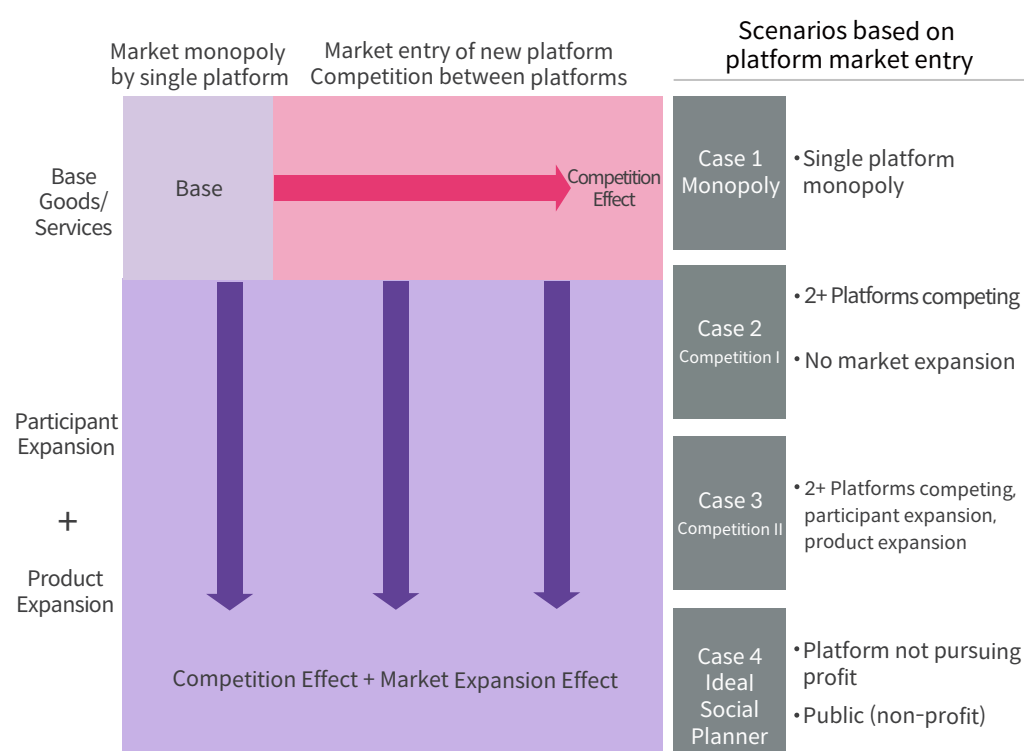 Market monopoly
by single platform
Market entry of new platform
Competition between platforms
Scenarios based on
platform market entry
Base
Goods/
Services
Base
Competition
Effect
Case 1
Monopoly
• Single platform
monopoly
Case 2
Competition I
• 2+ Platforms competing
• No market expansion
Participant
Expansion
+
Product
Expansion
Case 3
Competition II
• 2+ Platforms competing,
participant expansion,
product expansion
Competition Effect + Market Expansion Effect
Case 4
Ideal
Social
Planner
• Platform not pursuing
profit
• Public (non-profit)